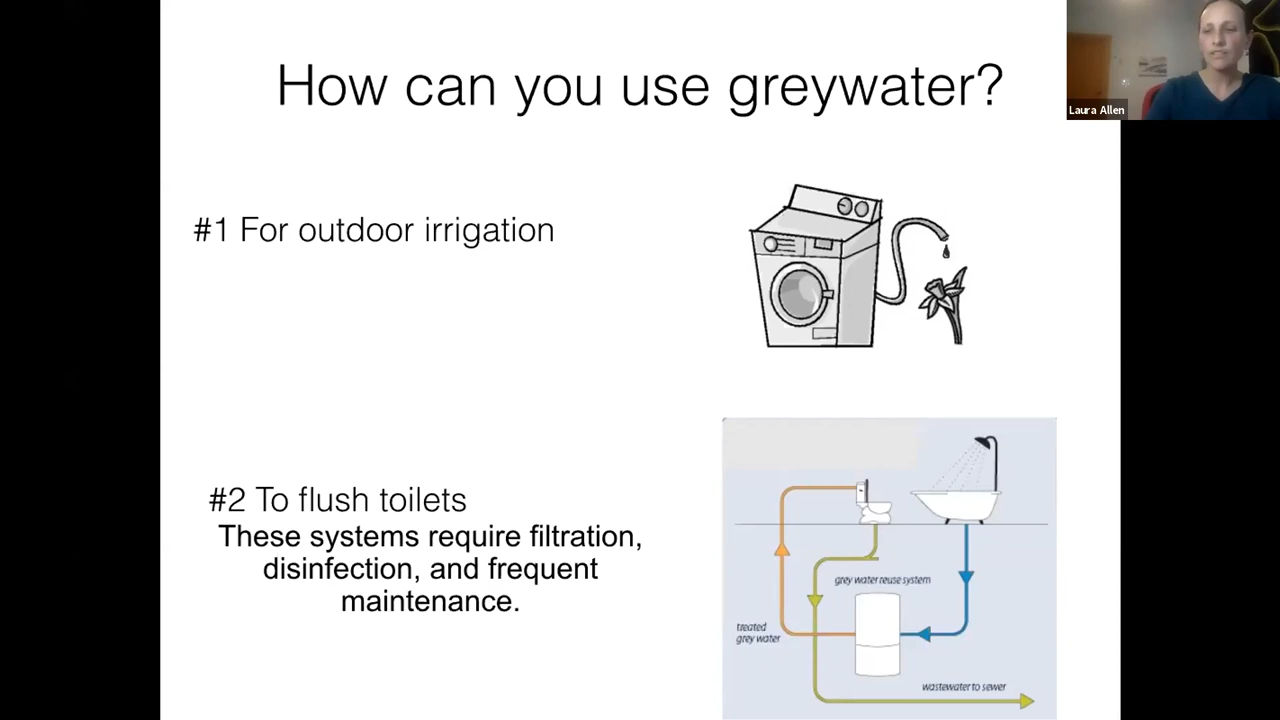 How can you use greywater?
Laura Allen
#1 For outdoor irrigation
#2 To flush toilets
These systems require filtration,
disinfection, and frequent
maintenance.
grey water reuse system
treated
grey water
wastewater to sewer